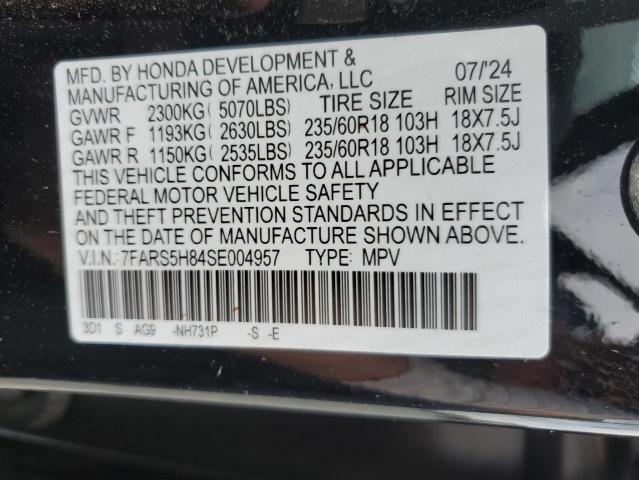 MFD. BY HONDA DEVELOPMENT &
MANUFACTURING OF AMERICA, LLC 07/'24
GVWR 2300KG( 5070LBS) TIRE SIZE RIM SIZE
GAWR F 1193KG( 2630LBS) 235/60R18 103H 18X7.5J
GAWR R 1150KG( 2535LBS) 235/60R18 103H 18X7.5J
THIS VEHICLE CONFORMS TO ALL APPLICABLE
FEDERAL MOTOR VEHICLE SAFETY
AND THEFT PREVENTION STANDARDS IN EFFECT
ON THE DATE OF MANUFACTURE SHOWN ABOVE.
V.I.N.: 7FARS5H84SE004957 TYPE: MPV
3D1 S AG9 -NH731P -S -E